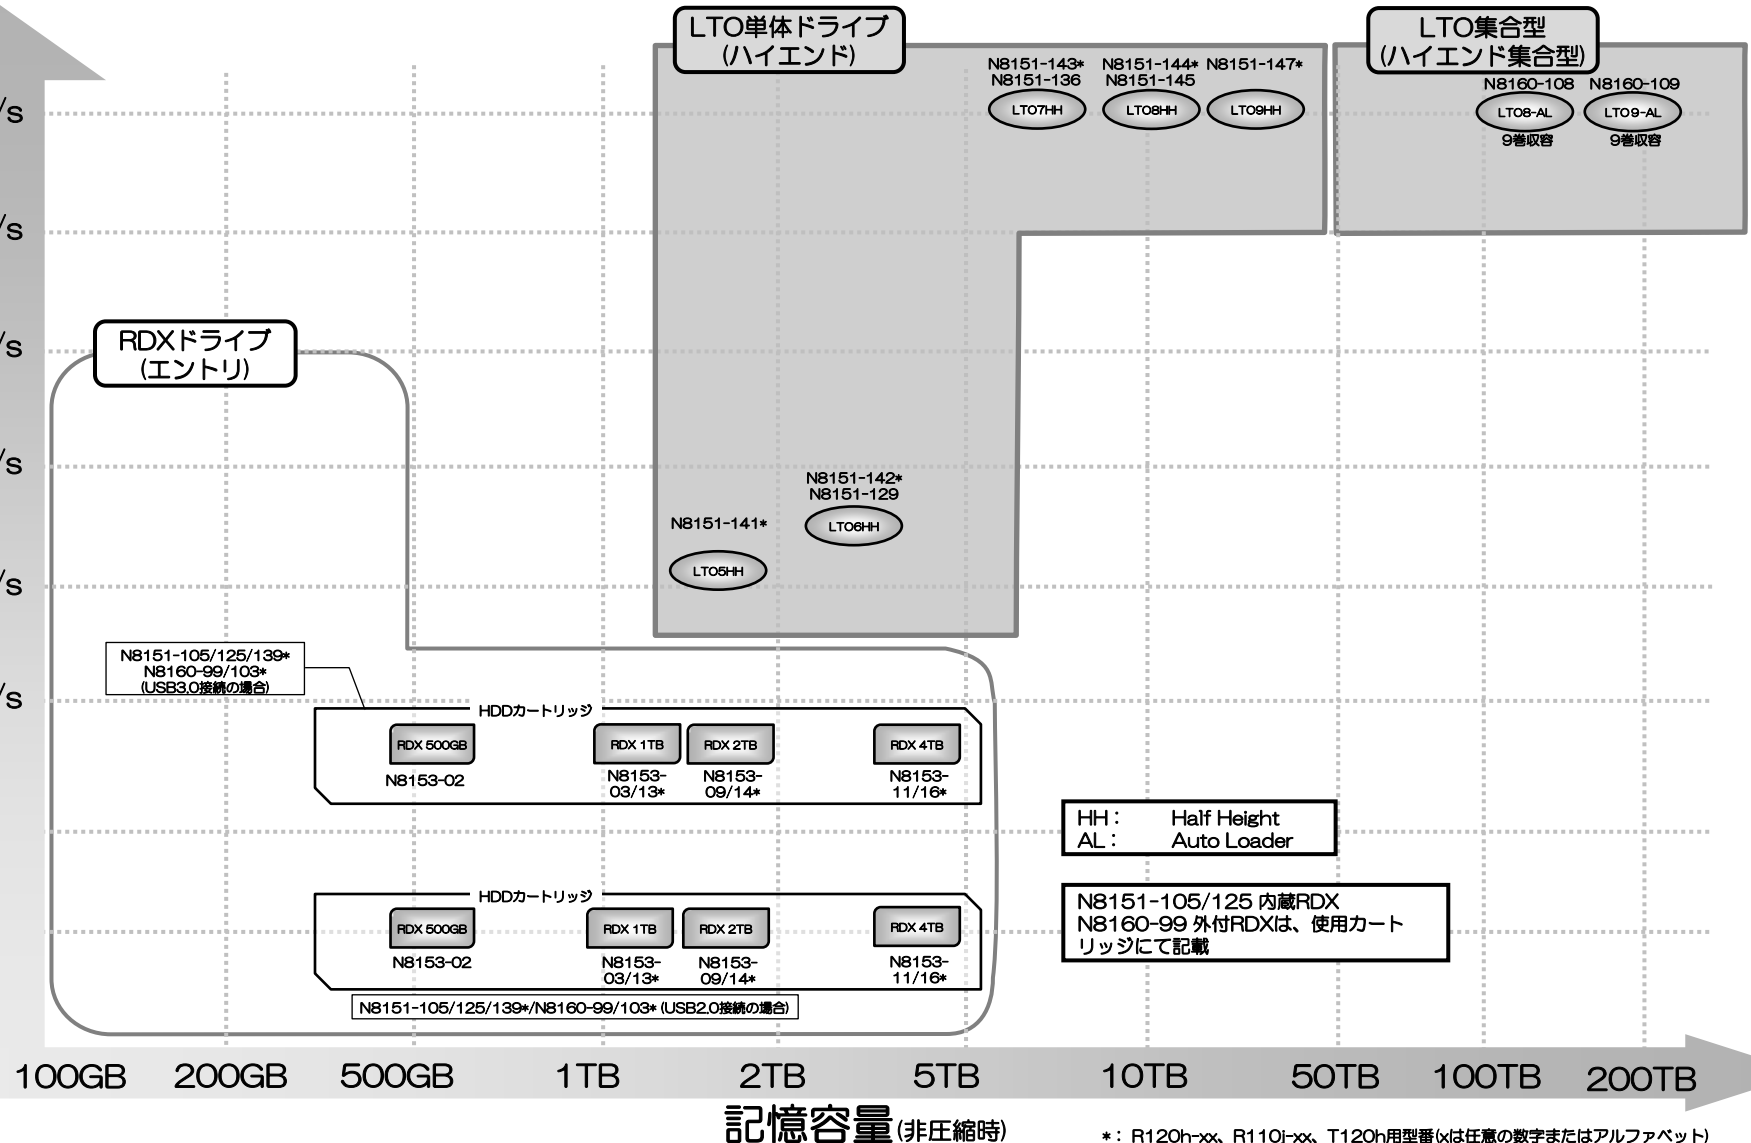 LTO単体ドライブ
(ハイエンド)
LTO集合型
(ハイエンド集合型)
N8151-143* N8151-144* N8151-147*
N8151-136 N8151-145
N8160-108 N8160-109
LTO7HH LTO8HH LTO9HH
LTO8-AL LTO9-AL
9巻収容 9巻収容
/s
/s
/s
/s
/s
/s
RDXドライブ
(エントリ)
N8151-142*
N8151-129
LTO6HH
N8151-141*
LTO5HH
N8151-105/125/139*
N8160-99/103*
(USB3.0接続の場合)
HDDカートリッジ
RDX 500GB RDX 1TB RDX 2TB RDX 4TB
N8153-02
N8153-
03/13*
N8153-
09/14*
N8153-
11/16*
HH： Half Height
AL： Auto Loader
HDDカートリッジ
RDX 500GB RDX 1TB RDX 2TB RDX 4TB
N8153-02
N8153-
03/13*
N8153-
09/14*
N8153-
11/16*
N8151-105/125/139*/N8160-99/103* (USB2.0接続の場合)
N8151-105/125 内蔵RDX
N8160-99 外付RDXは、使用カート
リッジにて記載
100GB 200GB 500GB 1TB 2TB 5TB 10TB 50TB 100TB 200TB
記憶容量(非圧縮時)
*： R120h-xx、R110i-xx、T120h用型番(xは任意の数字またはアルファベット)